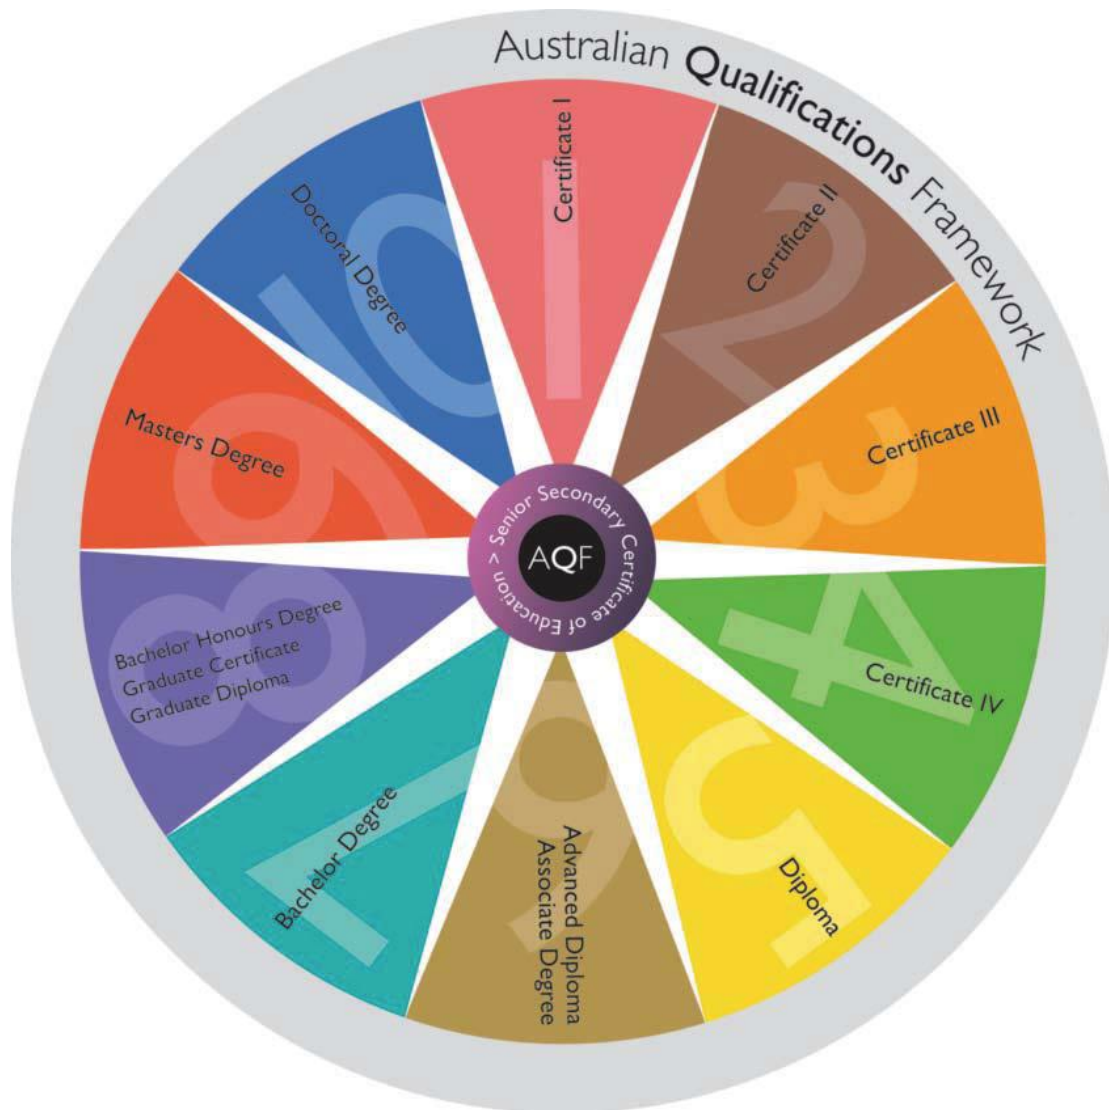 Australian Qualifications Framework
1
Certificate I
2
Certificate II
3
Certificate III
4
Certificate IV
5
Diploma
6
Advanced Diploma
Associate Degree
7
Bachelor Degree
8
Bachelor Honours Degree
Graduate Certificate
Graduate Diploma
9
Masters Degree
10
Doctoral Degree
AQF
Senior Secondary Certificate of Education >